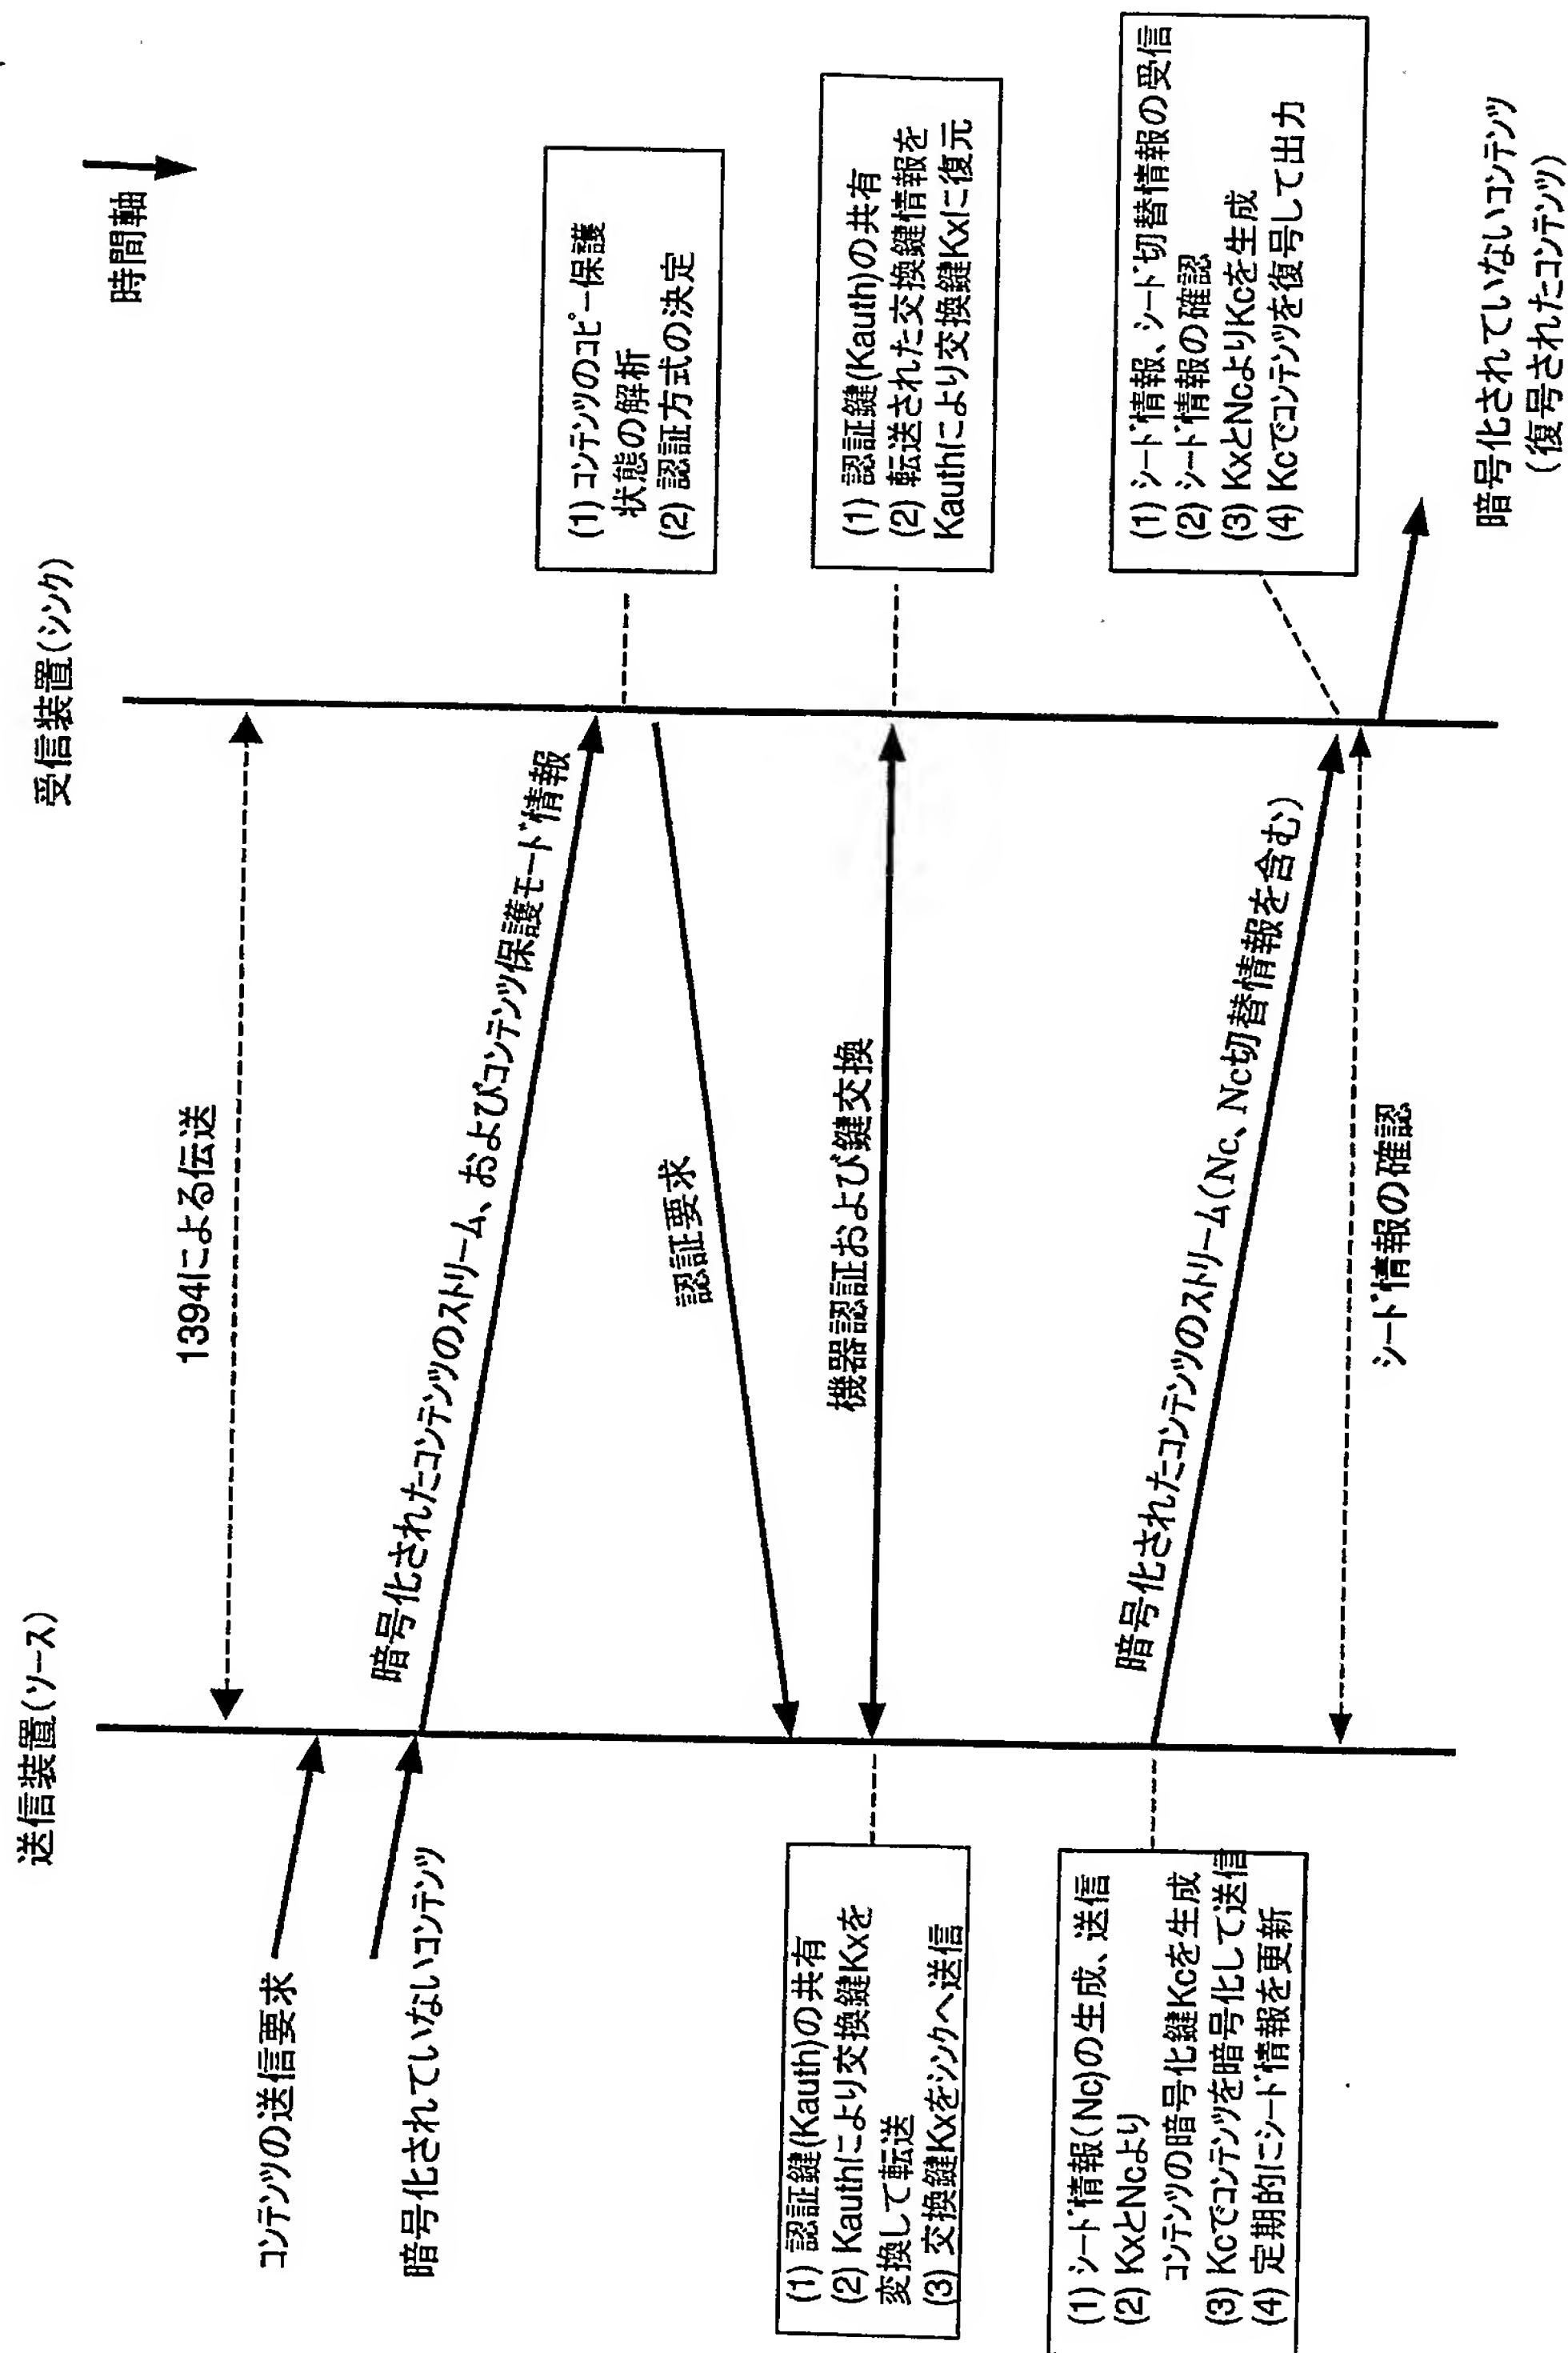 送信装置(ソース)
受信装置(シンク)
時間軸
1394による伝送
コンテンツの送信要求
暗号化されていないコンテンツ
暗号化されたコンテンツのストリーム、およびコンテンツ保護モード情報
(1) コンテンツのコピー保護
状態の解析
(2) 認証方式の決定
認証要求
機器認証および鍵交換
(1) 認証鍵(Kauth)の共有
(2) Kauthにより交換鍵Kxを
変換して転送
(3) 交換鍵Kxをシンクへ送信
(1) 認証鍵(Kauth)の共有
(2) 転送された交換鍵情報を
Kauthにより交換鍵Kxに復元
(1) シード情報(Nc)の生成、送信
(2) KxとNcより
コンテンツの暗号化鍵Kcを生成
(3) Kcでコンテンツを暗号化して送信
(4) 定期的にシード情報を更新
暗号化されたコンテンツのストリーム(Nc、Nc切替情報を含む)
(1) シード情報、シード切替情報の受信
(2) シード情報の確認
(3) KxとNcよりKcを生成
(4) Kcでコンテンツを復号して出力
シード情報の確認
暗号化されていないコンテンツ
(復号されたコンテンツ)